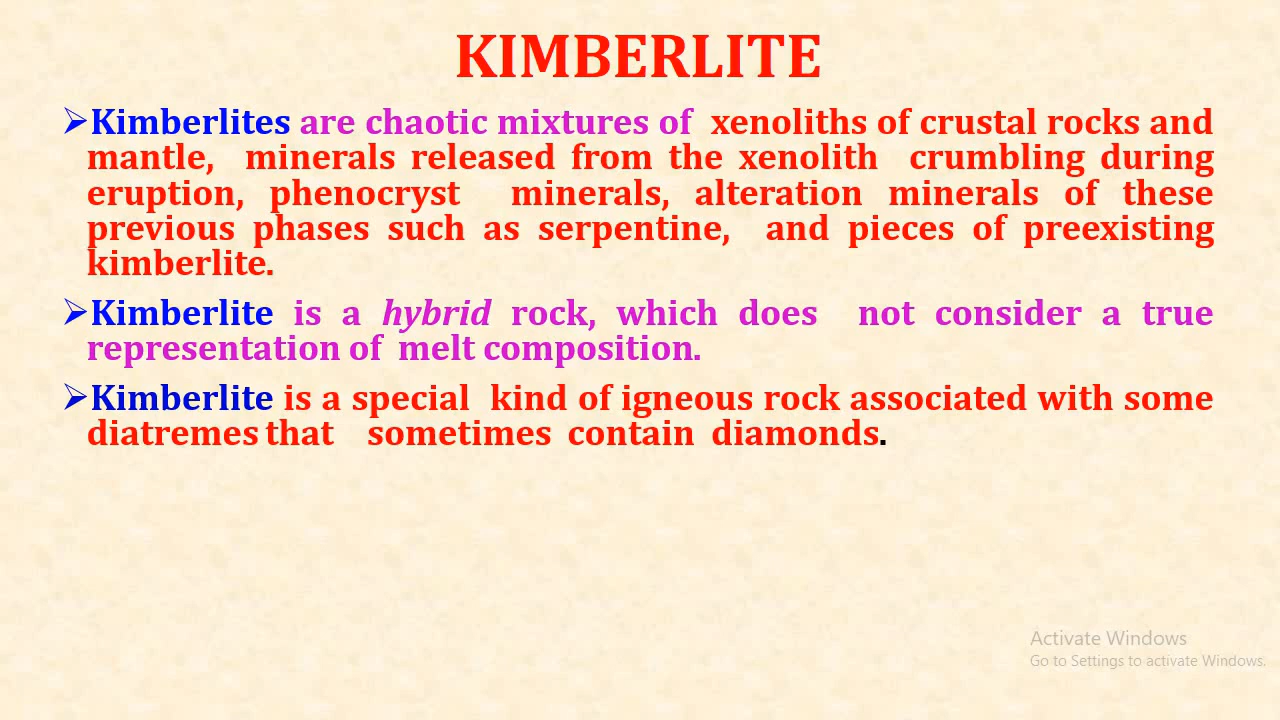 KIMBERLITE
➢Kimberlites are chaotic mixtures of xenoliths of crustal rocks and
mantle, minerals released from the xenolith crumbling during
eruption, phenocryst minerals, alteration minerals of these
previous phases such as serpentine, and pieces of preexisting
kimberlite.
➢Kimberlite is a hybrid rock, which does not consider a true
representation of melt composition.
➢Kimberlite is a special kind of igneous rock associated with some
diatremes that sometimes contain diamonds.
Activate Windows
Go to Settings to activate Windows.